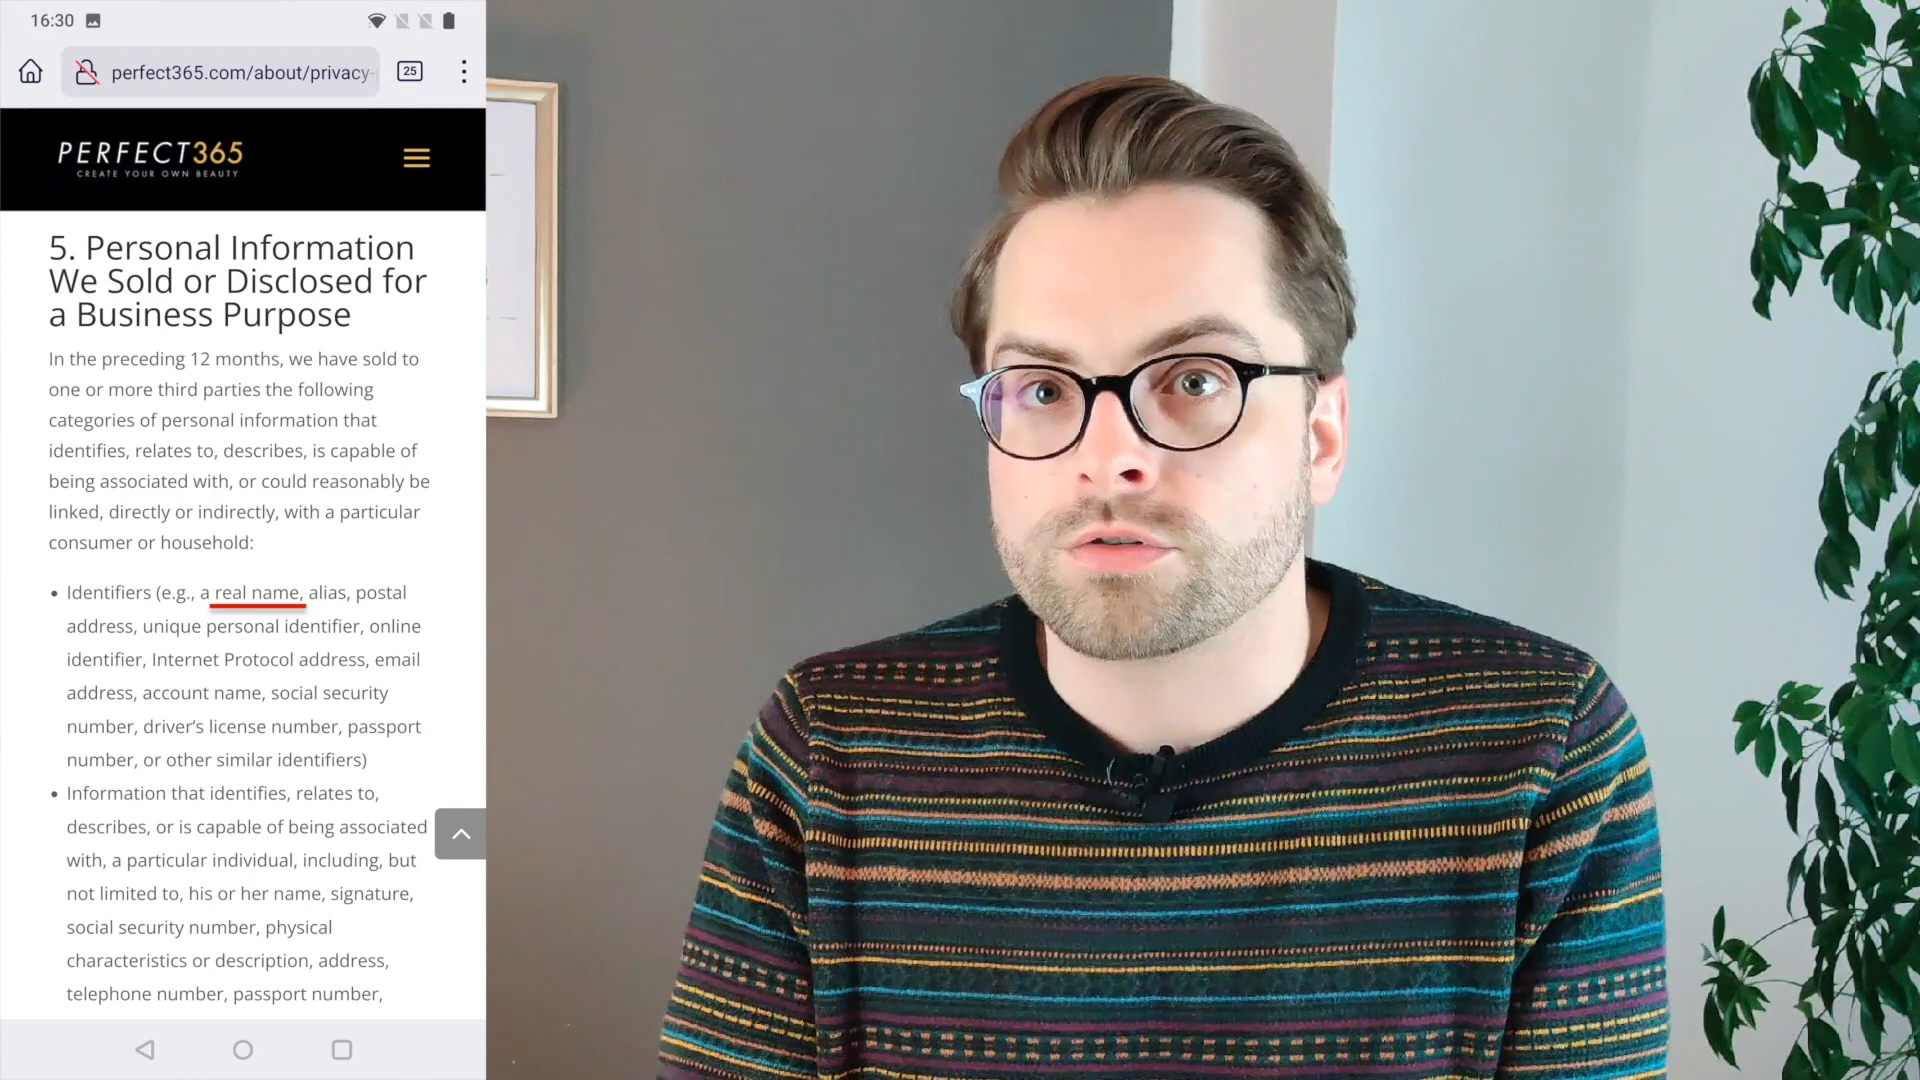 16:30
perfect365.com/about/privacy-
25
PERFECT365
CREATE YOUR OWN BEAUTY
5. Personal Information
We Sold or Disclosed for
a Business Purpose
In the preceding 12 months, we have sold to
one or more third parties the following
categories of personal information that
identifies, relates to, describes, is capable of
being associated with, or could reasonably be
linked, directly or indirectly, with a particular
consumer or household:
• Identifiers (e.g., a real name, alias, postal
address, unique personal identifier, online
identifier, Internet Protocol address, email
address, account name, social security
number, driver’s license number, passport
number, or other similar identifiers)
• Information that identifies, relates to,
describes, or is capable of being associated
with, a particular individual, including, but
not limited to, his or her name, signature,
social security number, physical
characteristics or description, address,
telephone number, passport number,